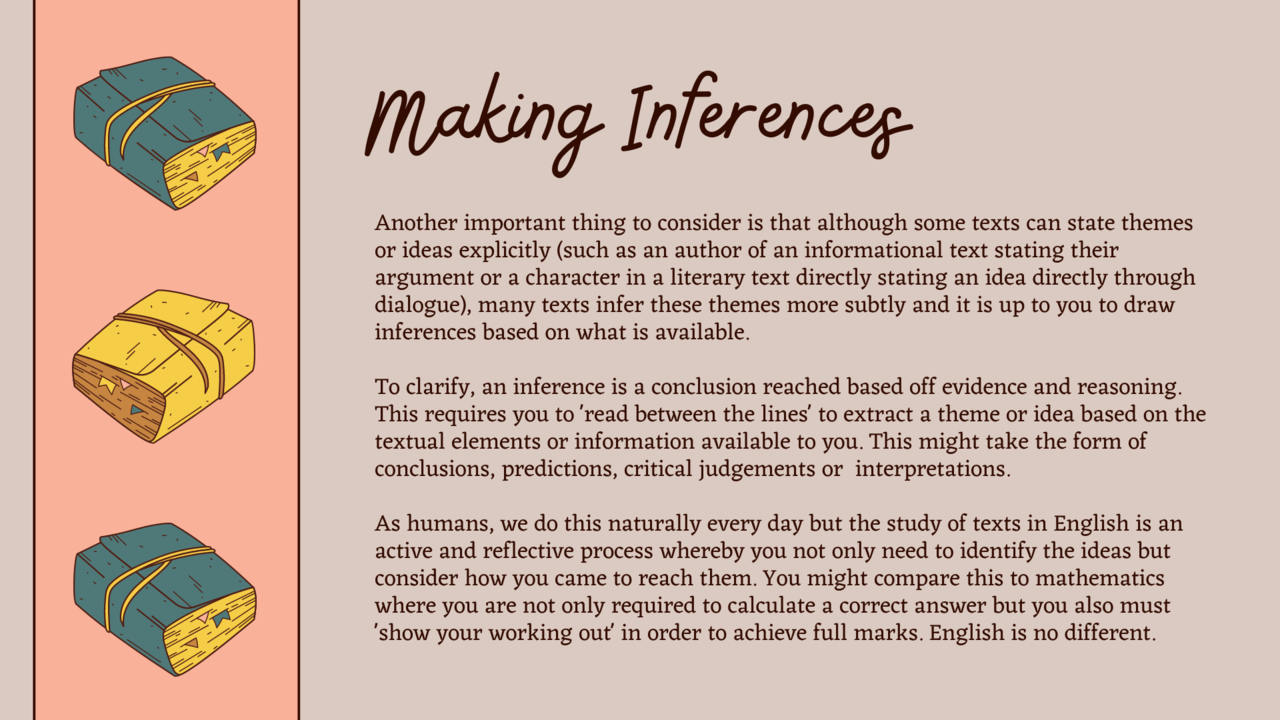 Making Inferences
Another important thing to consider is that although some texts can state themes
or ideas explicitly (such as an author of an informational text stating their
argument or a character in a literary text directly stating an idea directly through
dialogue), many texts infer these themes more subtly and it is up to you to draw
inferences based on what is available.
To clarify, an inference is a conclusion reached based off evidence and reasoning.
This requires you to 'read between the lines' to extract a theme or idea based on the
textual elements or information available to you. This might take the form of
conclusions, predictions, critical judgements or  interpretations.
As humans, we do this naturally every day but the study of texts in English is an
active and reflective process whereby you not only need to identify the ideas but
consider how you came to reach them. You might compare this to mathematics
where you are not only required to calculate a correct answer but you also must
'show your working out' in order to achieve full marks. English is no different.